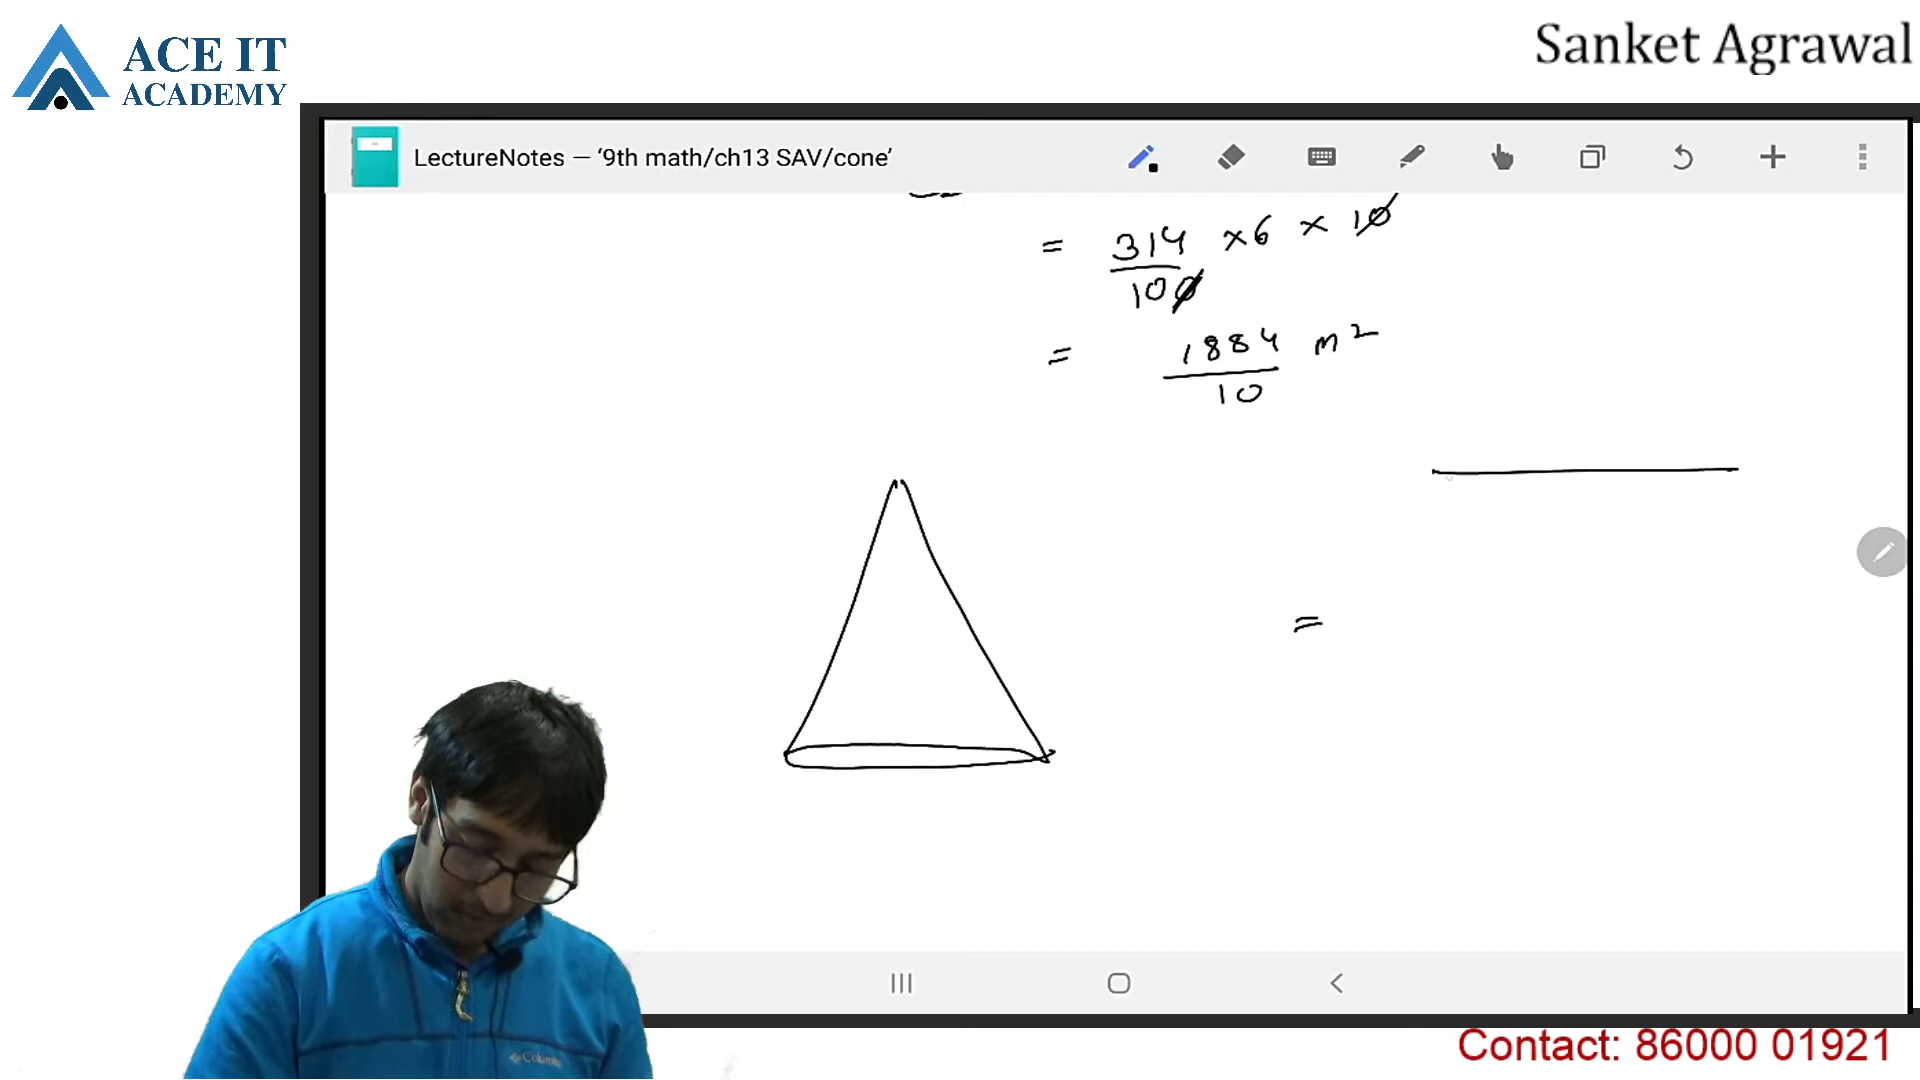 ACE IT
ACADEMY
Sanket Agrawal
LectureNotes — ‘9th math/ch13 SAV/cone’
= 314/100 × 6 × 10
= 1884/10 m²
=
Columbia
Contact: 86000 01921